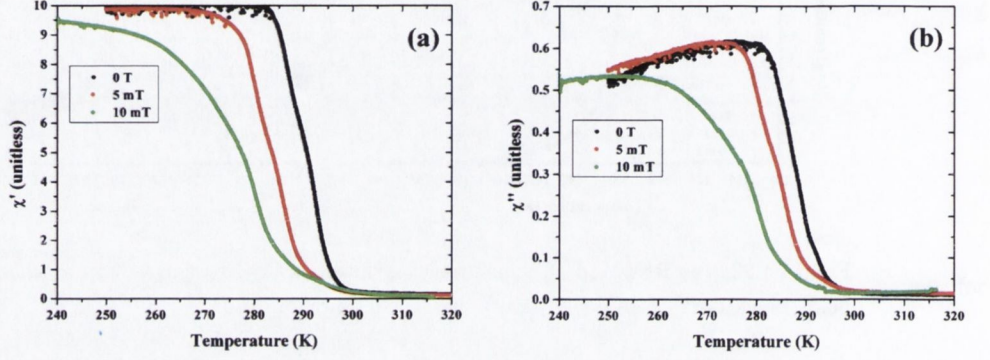 (a)
χ' (unitless)
10
9
8
7
6
5
4
3
2
1
0
0 T
5 mT
10 mT
240 250 260 270 280 290 300 310 320
Temperature (K)
(b)
χ'' (unitless)
0.7
0.6
0.5
0.4
0.3
0.2
0.1
0.0
0 T
5 mT
10 mT
240 250 260 270 280 290 300 310 320
Temperature (K)